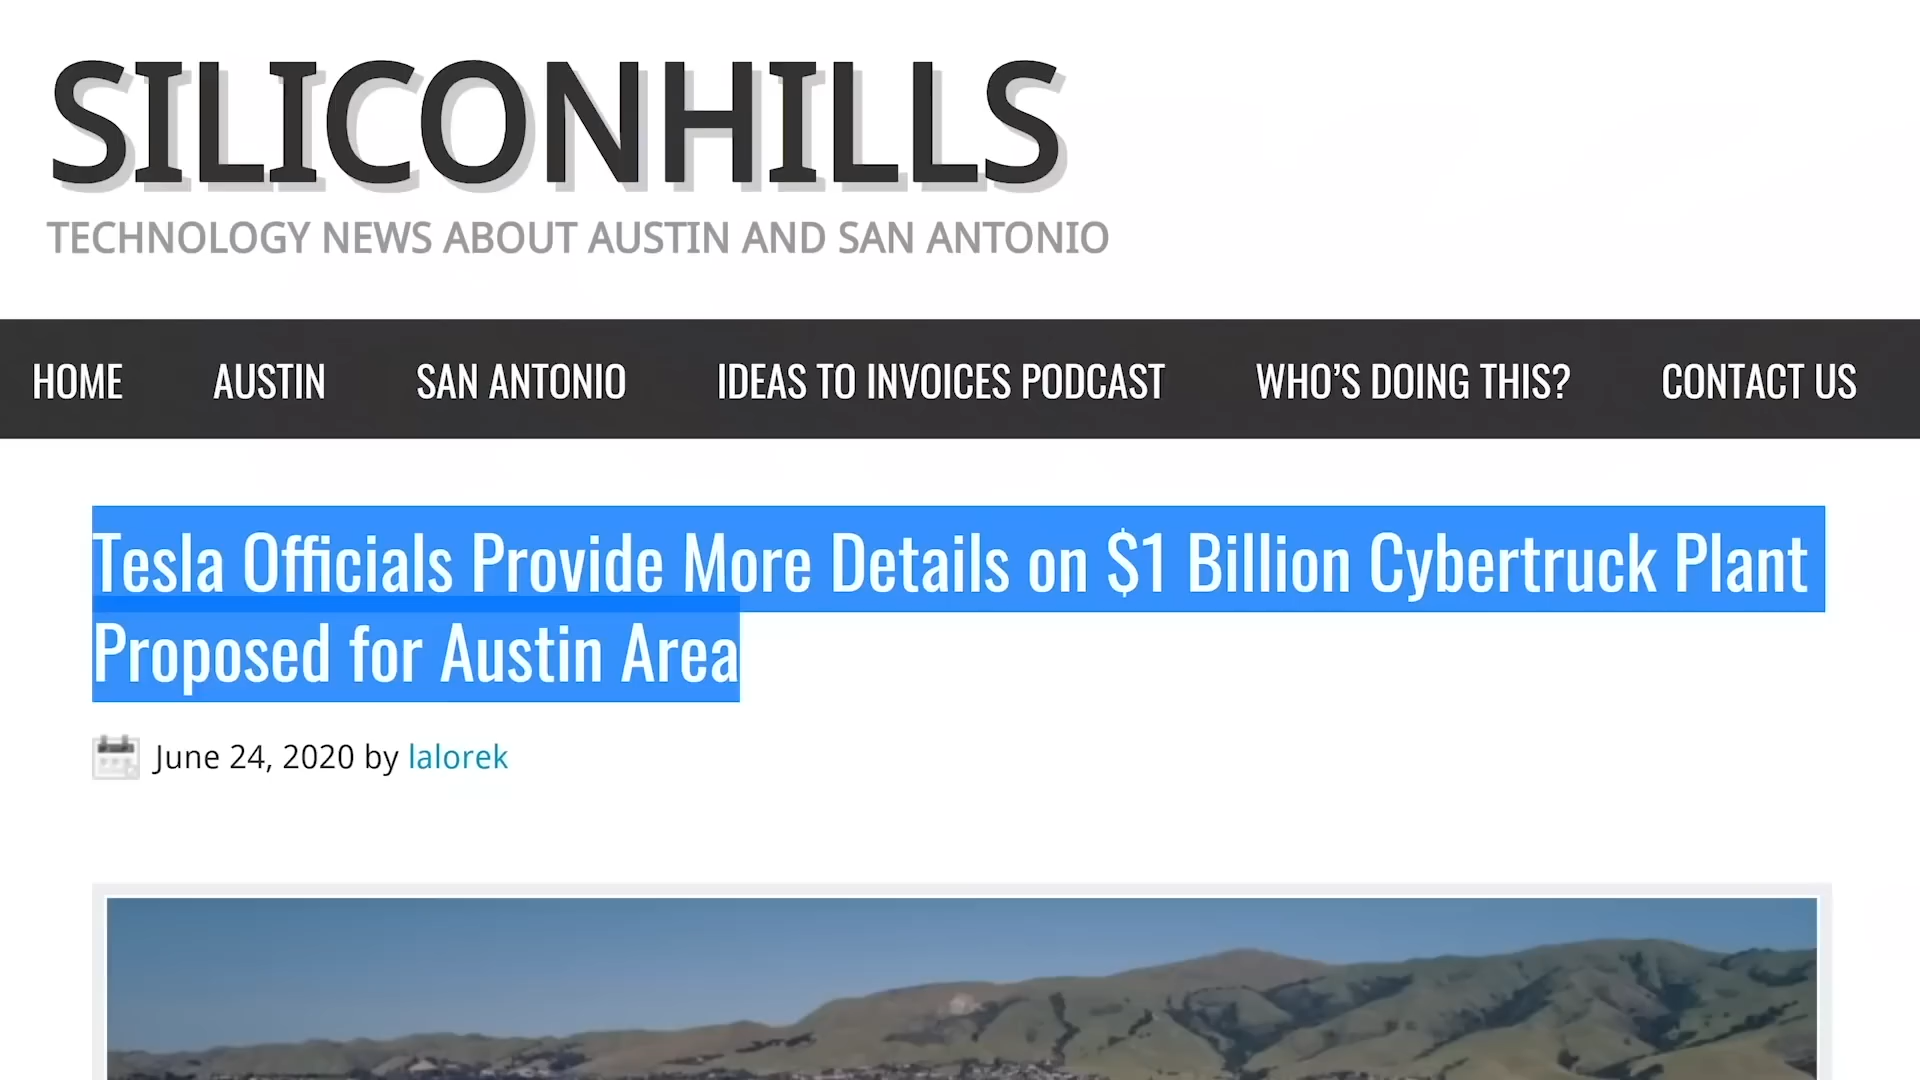 SILICONHILLS
TECHNOLOGY NEWS ABOUT AUSTIN AND SAN ANTONIO
HOME AUSTIN SAN ANTONIO IDEAS TO INVOICES PODCAST WHO'S DOING THIS? CONTACT US
Tesla Officials Provide More Details on $1 Billion Cybertruck Plant
Proposed for Austin Area
June 24, 2020 by lalorek